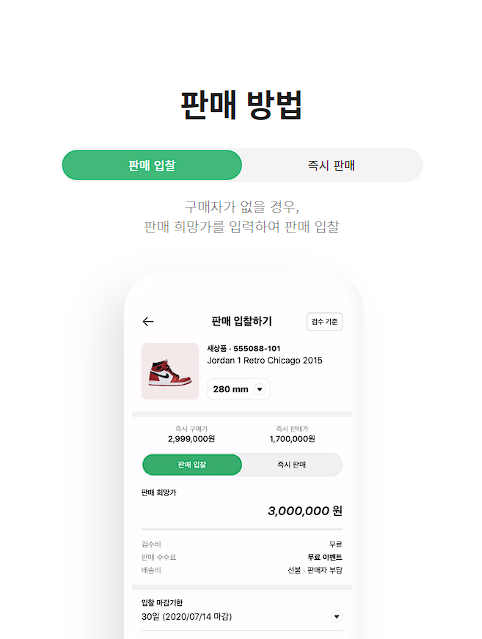 판매 방법
판매 입찰 즉시 판매
구매자가 없을 경우,
판매 희망가를 입력하여 판매 입찰
판매 입찰하기 검수 기준
새상품 · 555088-101
Jordan 1 Retro Chicago 2015
280 mm
즉시 구매가 즉시 판매가
2,999,000원 1,700,000원
판매 입찰 즉시 판매
판매 희망가
3,000,000 원
검수비 무료
판매 수수료 무료 이벤트
배송비 선불 · 판매자 부담
입찰 마감기한
30일 (2020/07/14 마감)